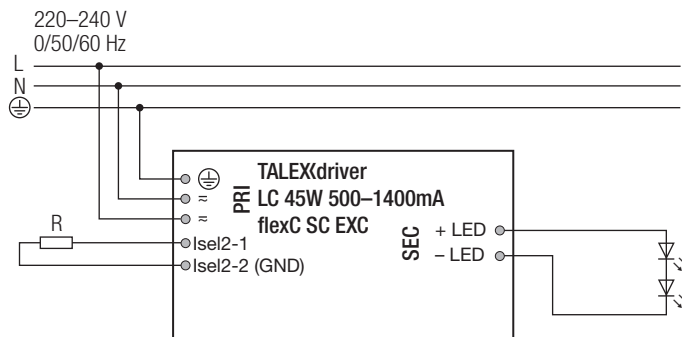 220–240 V
0/50/60 Hz
L
N
PRI
TALEXXdriver
LC 45W 500–1400mA
flexC SC EXC
≂
≂
R
Isel2-1
Isel2-2 (GND)
SEC
+ LED
– LED